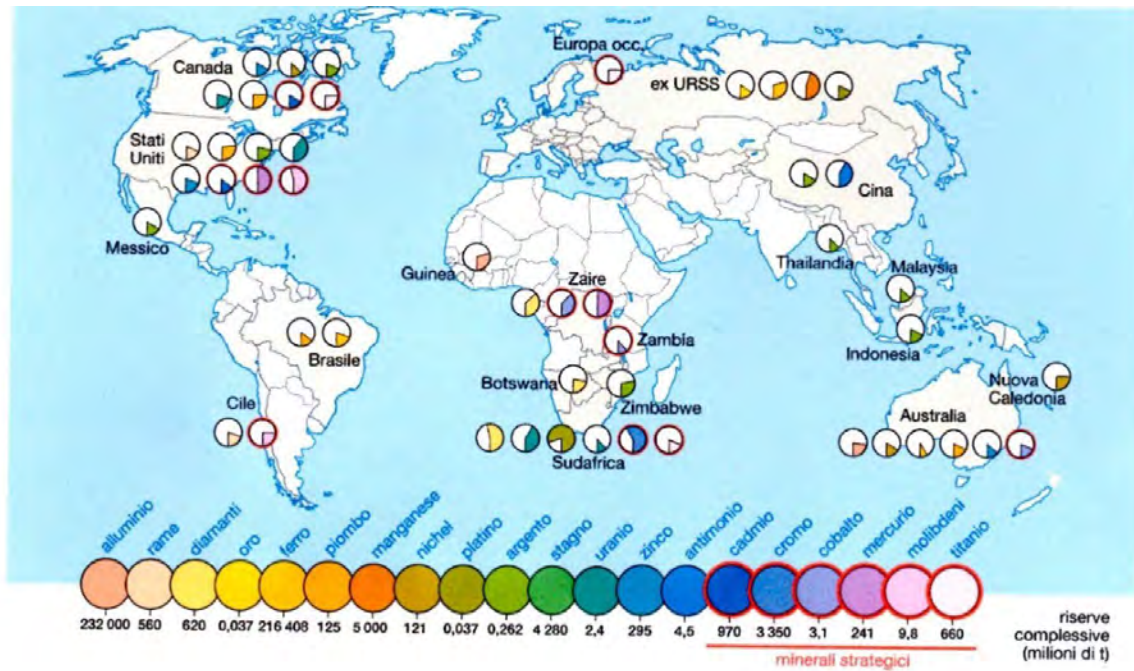 Europa occ.
Canada
ex URSS
Stati
Uniti
Cina
Messico
Guinea
Zaire
Thailandia
Malaysia
Zambia
Brasile
Indonesia
Botswana
Nuova
Caledonia
Cile
Zimbabwe
Australia
Sudafrica
alluminio rame diamanti oro ferro piombo manganese nichel platino argento stagno uranio zinco antimonio cadmio cromo cobalto mercurio molibdeni titanio
232 000 560 620 0,037 216 408 125 5 000 121 0,037 0,262 4 280 2,4 295 4,5 970 3 350 3,1 241 9,8 660
riserve
complessive
(milioni di t)
minerali strategici